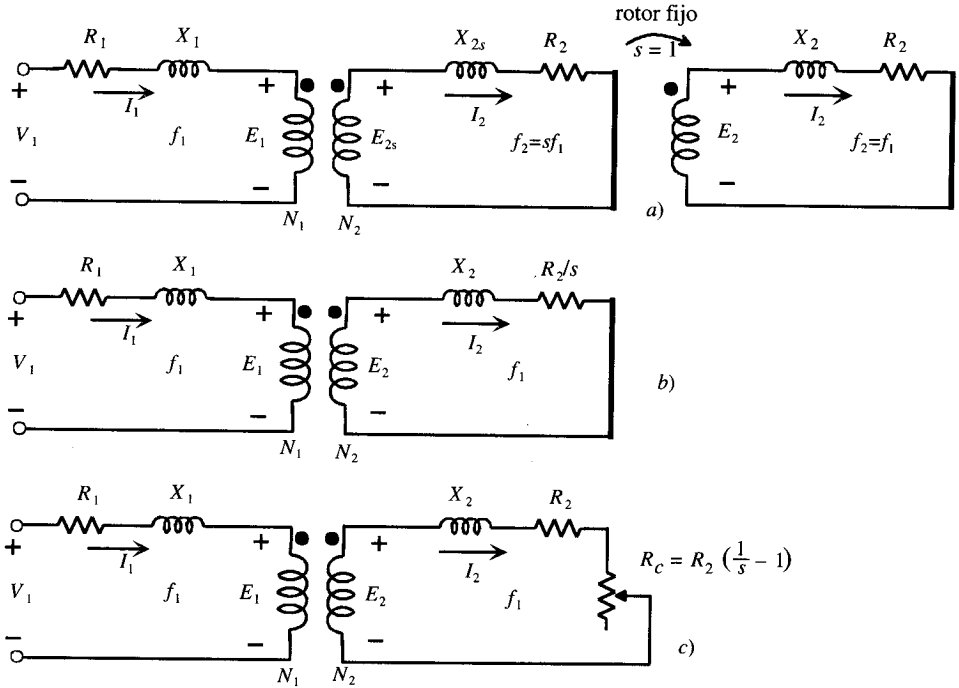 rotor fijo
R₁ X₁ X₂ₛ R₂ s = 1 X₂ R₂
+ I₁ + + I₂ + I₂
V₁ f₁ E₁ E₂ₛ f₂=sf₁ E₂ f₂=f₁
− − − −
N₁ N₂ a)
R₁ X₁ X₂ R₂/s
+ I₁ + + I₂
V₁ f₁ E₁ E₂ f₁ b)
− − −
N₁ N₂
R₁ X₁ X₂ R₂
+ I₁ + + I₂ R_C = R₂ (1/s − 1)
V₁ f₁ E₁ E₂ f₁
− − − c)
N₁ N₂